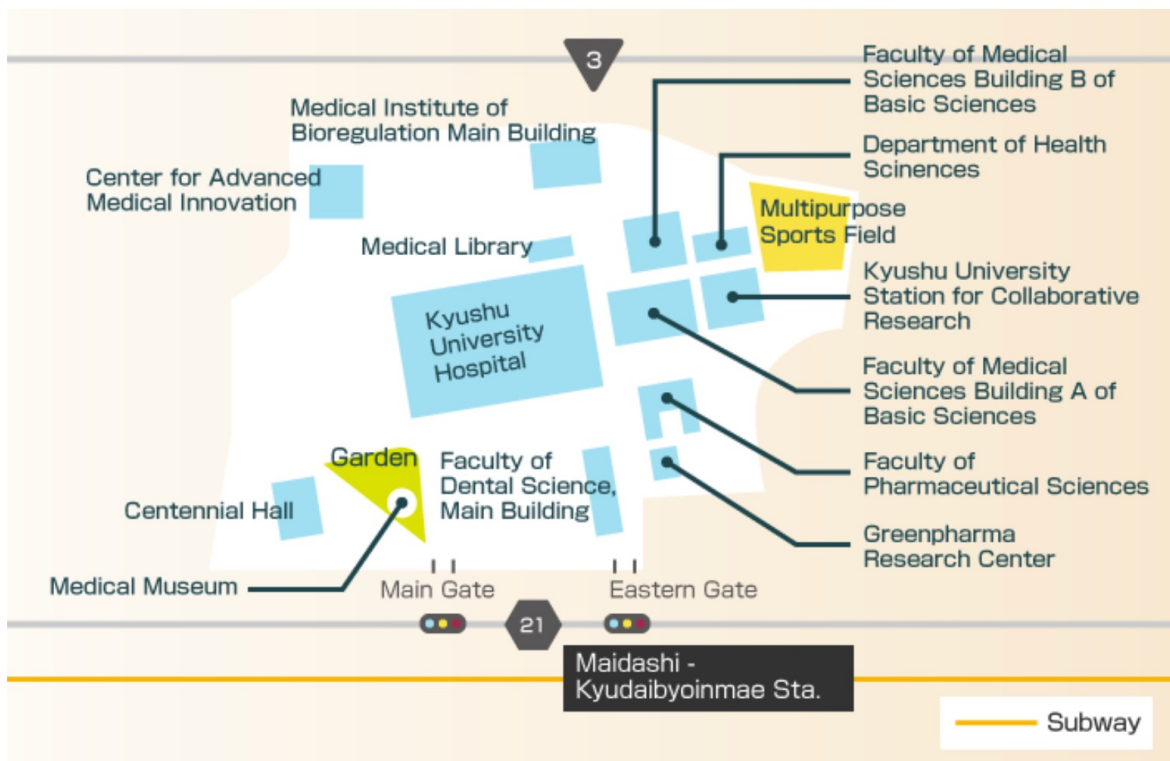 3
Faculty of Medical
Sciences Building B of
Basic Sciences
Medical Institute of
Bioregulation Main Building
Department of Health
Scinences
Center for Advanced
Medical Innovation
Multipurpose
Sports Field
Medical Library
Kyushu University
Station for Collaborative
Research
Kyushu
University
Hospital
Faculty of Medical
Sciences Building A of
Basic Sciences
Garden
Faculty of
Dental Science,
Main Building
Faculty of
Pharmaceutical Sciences
Centennial Hall
Greenpharma
Research Center
Medical Museum
Main Gate
Eastern Gate
21
Maidashi -
Kyudaibyoinmae Sta.
Subway